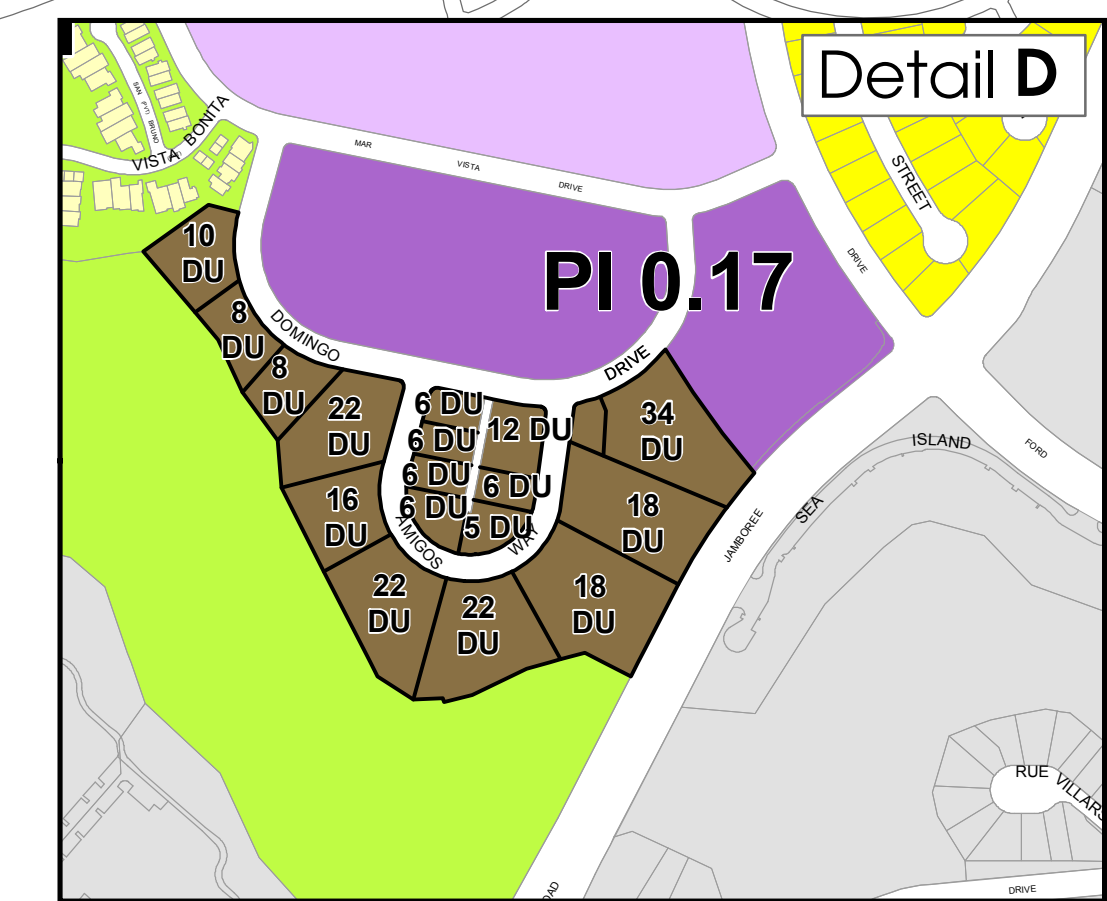 Detail D
SAN BRUNO PVT
VISTA BONITA
MAR VISTA DRIVE
STREET
DRIVE
PI 0.17
10
DU
8
DU
8
DU
DOMINGO
DRIVE
22
DU
6 DU
6 DU
6 DU
6 DU
12 DU
6 DU
5 DU
34
DU
18
DU
16
DU
AMIGOS
WAY
22
DU
22
DU
18
DU
JAMBOREE
SEA
ISLAND
FORD
RUE
VILLARS
DRIVE
OAD